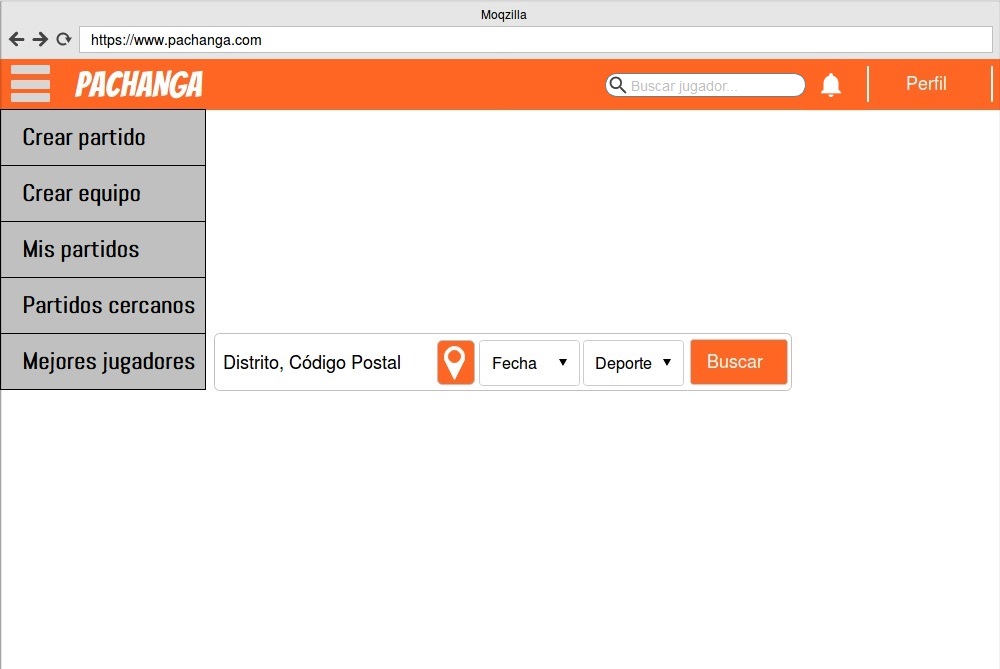 Moqzilla
https://www.pachanga.com
PACHANGA
Buscar jugador...
Perfil
Crear partido
Crear equipo
Mis partidos
Partidos cercanos
Mejores jugadores
Distrito, Código Postal
Fecha
Deporte
Buscar